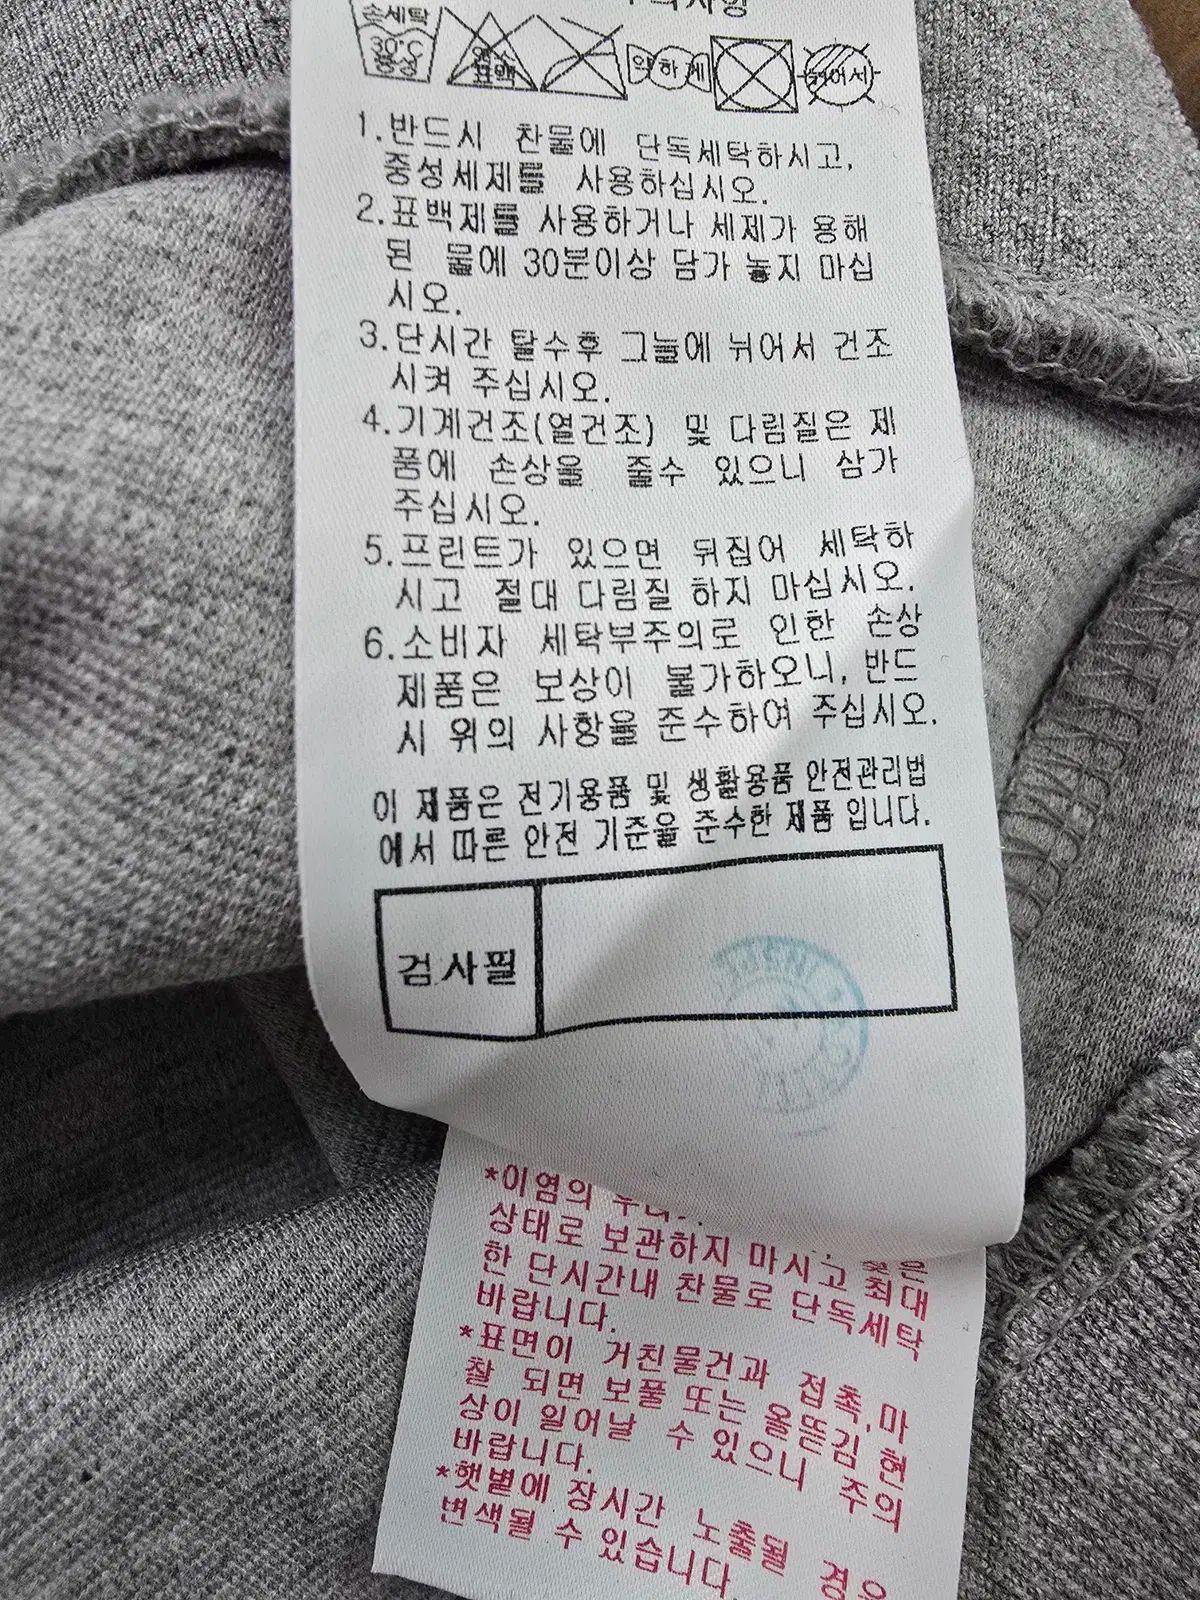 손세탁
30°C
중성
염소
표백
약하게
뉘어서
1.반드시 찬물에 단독세탁하시고,
중성세제를 사용하십시오.
2.표백제를 사용하거나 세제가 용해
된 물에 30분이상 담가 놓지 마십
시오.
3.단시간 탈수후 그늘에 뉘어서 건조
시켜 주십시오.
4.기계건조(열건조) 및 다림질은 제
품에 손상을 줄수 있으니 삼가
주십시오.
5.프린트가 있으면 뒤집어 세탁하
시고 절대 다림질 하지 마십시오.
6.소비자 세탁부주의로 인한 손상
제품은 보상이 불가하오니, 반드
시 위의 사항을 준수하여 주십시오.
이 제품은 전기용품 및 생활용품 안전관리법
에서 따른 안전 기준을 준수한 제품 입니다.
검사필
*이염의
상태로 보관하지 마시고 최대
한 단시간내 찬물로 단독세탁
바랍니다.
*표면이 거친물건과 접촉,마
찰 되면 보풀 또는 올뜯김 현
상이 일어날 수 있으니 주의
바랍니다.
*햇볕에 장시간 노출될 경우
변색될 수 있습니다.